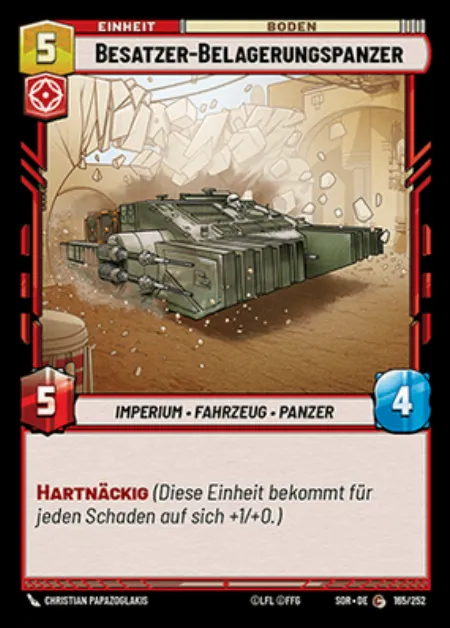 EINHEIT
BODEN
5
BESATZER-BELAGERUNGSPANZER
5
IMPERIUM • FAHRZEUG • PANZER
4
HARTNÄCKIG (Diese Einheit bekommt für
jeden Schaden auf sich +1/+0.)
CHRISTIAN PAPAZOGLAKIS
©LFL ©FFG
SOR • DE
C
165/252